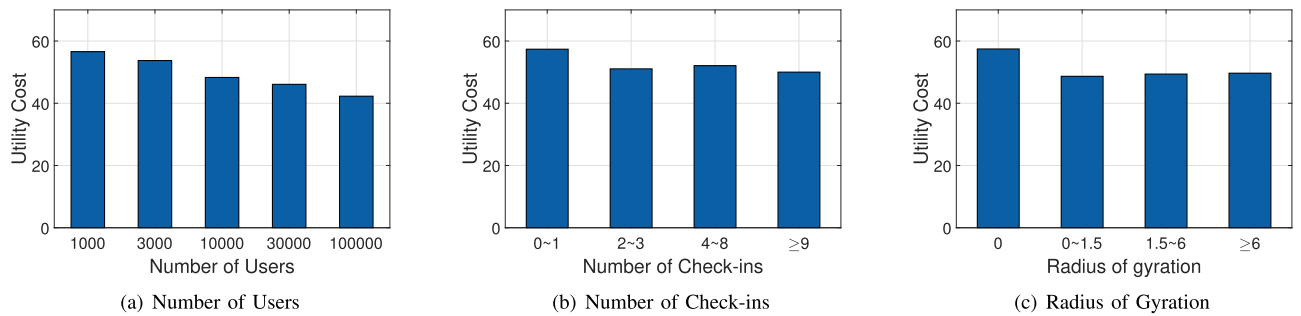 Utility Cost
60
40
20
0
1000 3000 10000 30000 100000
Number of Users
(a) Number of Users
Utility Cost
60
40
20
0
0~1 2~3 4~8 ≥9
Number of Check-ins
(b) Number of Check-ins
Utility Cost
60
40
20
0
0 0~1.5 1.5~6 ≥6
Radius of gyration
(c) Radius of Gyration